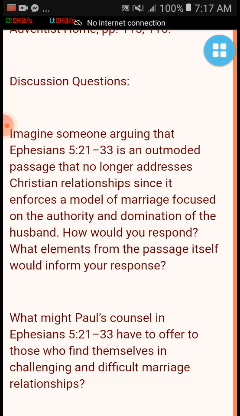 0:0KB/s U:0KB/s No internet connection 100% 7:17 AM
Adventist Home, pp. 115, 116.
Discussion Questions:
Imagine someone arguing that
Ephesians 5:21–33 is an outmoded
passage that no longer addresses
Christian relationships since it
enforces a model of marriage focused
on the authority and domination of the
husband. How would you respond?
What elements from the passage itself
would inform your response?
What might Paul's counsel in
Ephesians 5:21–33 have to offer to
those who find themselves in
challenging and difficult marriage
relationships?